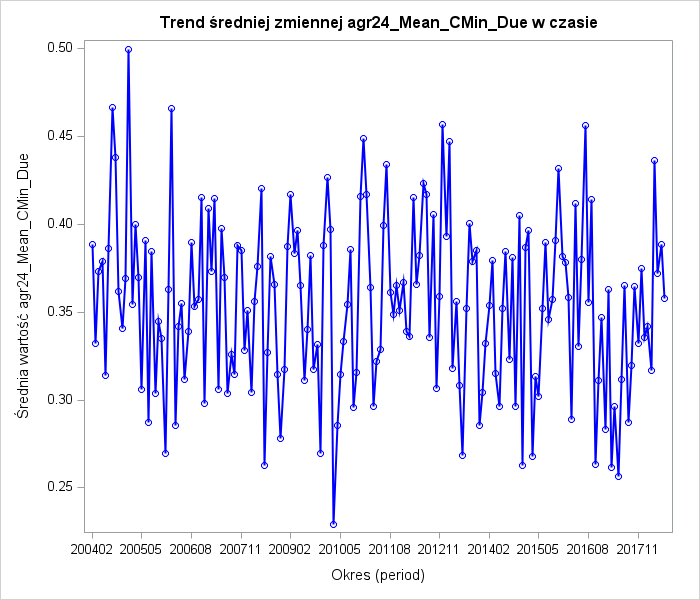 Trend średniej zmiennej agr24_Mean_CMin_Due w czasie
Średnia wartość agr24_Mean_CMin_Due
0.50
0.45
0.40
0.35
0.30
0.25
200402 200505 200608 200711 200902 201005 201108 201211 201402 201505 201608 201711
Okres (period)